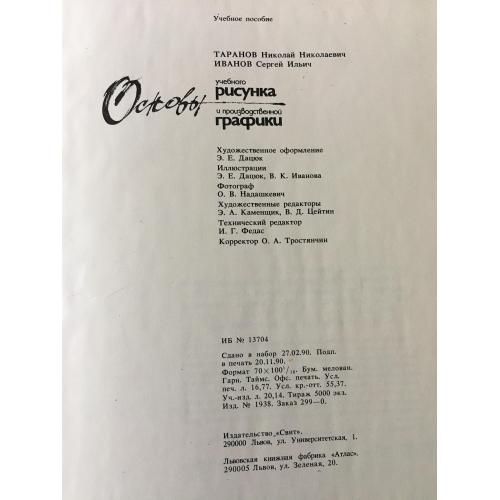 Учебное пособие
ТАРАНОВ Николай Николаевич
ИВАНОВ Сергей Ильич
Основы
учебного
рисунка
и производственной
графики
Художественное оформление
Э. Е. Дацюк
Иллюстрации
Э. Е. Дацюк, В. К. Иванова
Фотограф
О. В. Надашкевич
Художественные редакторы
Э. А. Каменщик, В. Д. Цейтин
Технический редактор
И. Г. Федас
Корректор О. А. Тростянчин
ИБ № 13704
Сдано в набор 27.02.90. Подп.
в печать 20.11.90.
Формат 70×100¹/₁₆. Бум. мелован.
Гарн. Таймс. Офс. печать. Усл.
печ. л. 16,77. Усл. кр.-отт. 55,37.
Уч.-изд. л. 20,14. Тираж 5000 экз.
Изд. № 1938. Заказ 299—0.
Издательство „Свит“.
290000 Львов, ул. Университетская, 1.
Львовская книжная фабрика «Атлас».
290005 Львов, ул. Зеленая, 20.